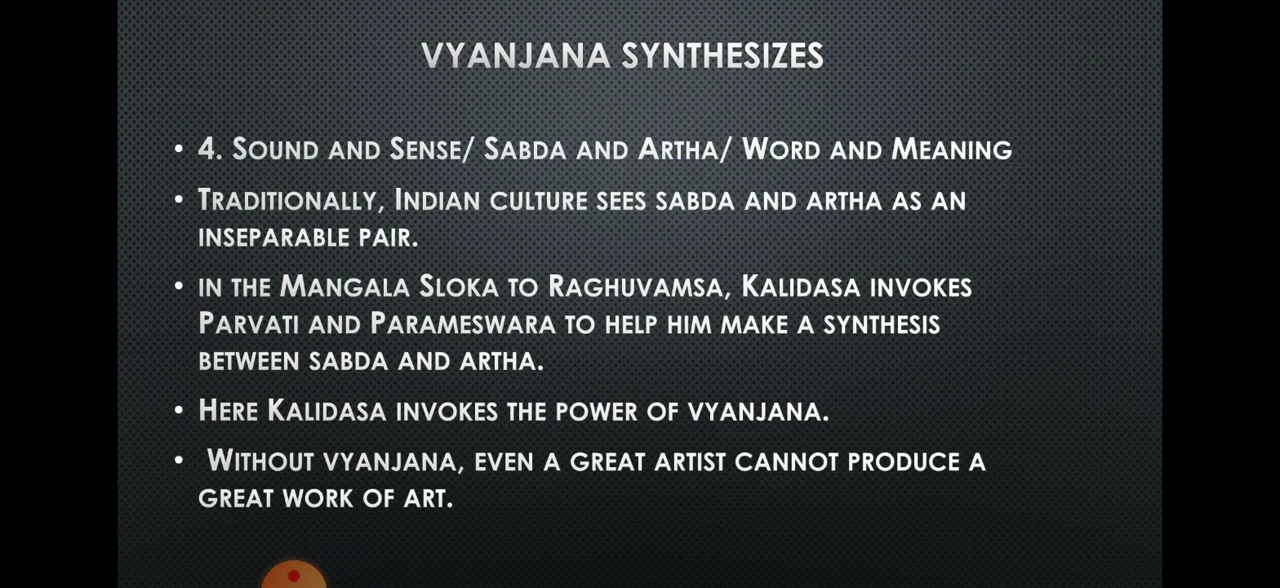 VYANJANA SYNTHESIZES
• 4. SOUND AND SENSE/ SABDA AND ARTHA/ WORD AND MEANING
• TRADITIONALLY, INDIAN CULTURE SEES SABDA AND ARTHA AS AN
INSEPARABLE PAIR.
• IN THE MANGALA SLOKA TO RAGHUVAMSA, KALIDASA INVOKES
PARVATI AND PARAMESWARA TO HELP HIM MAKE A SYNTHESIS
BETWEEN SABDA AND ARTHA.
• HERE KALIDASA INVOKES THE POWER OF VYANJANA.
• WITHOUT VYANJANA, EVEN A GREAT ARTIST CANNOT PRODUCE A
GREAT WORK OF ART.